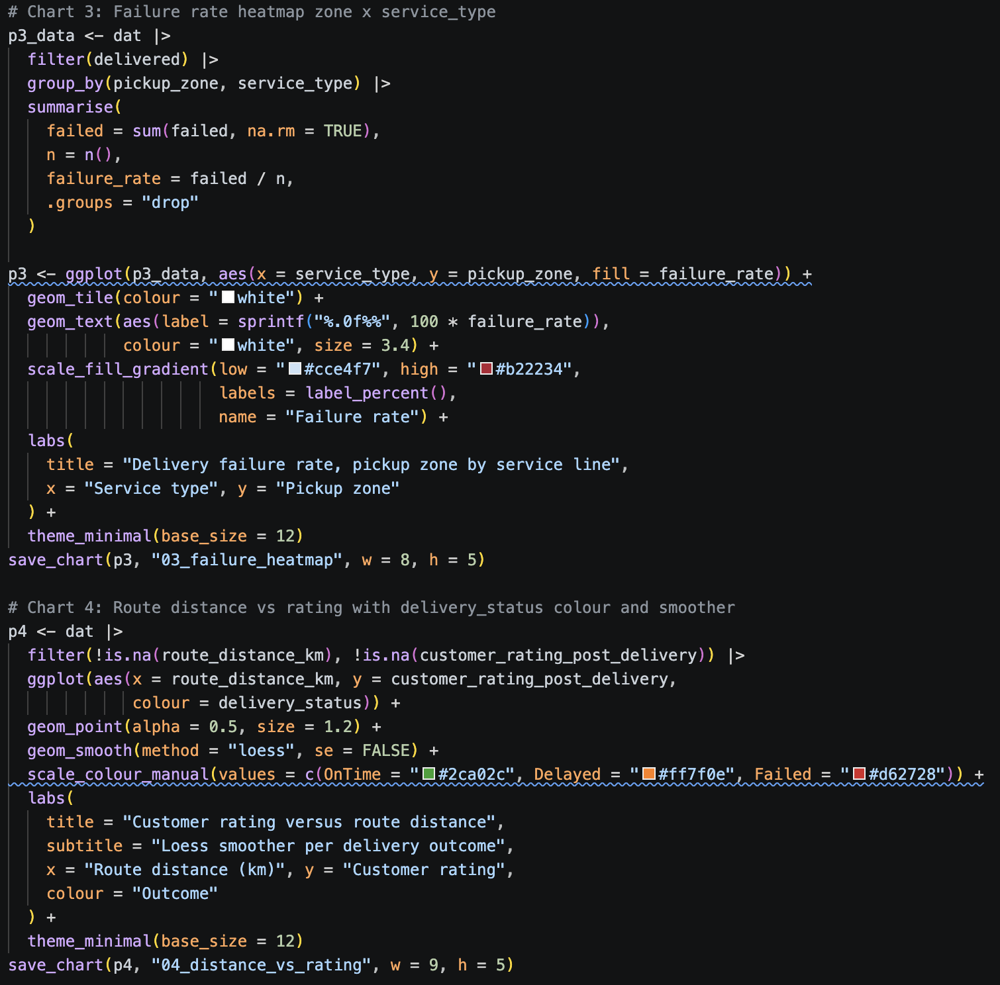 # Chart 3: Failure rate heatmap zone x service_type
p3_data <- dat |>
  filter(delivered) |>
  group_by(pickup_zone, service_type) |>
  summarise(
    failed = sum(failed, na.rm = TRUE),
    n = n(),
    failure_rate = failed / n,
    .groups = "drop"
  )

p3 <- ggplot(p3_data, aes(x = service_type, y = pickup_zone, fill = failure_rate)) +
  geom_tile(colour = "white") +
  geom_text(aes(label = sprintf("%.0f%%", 100 * failure_rate)),
            colour = "white", size = 3.4) +
  scale_fill_gradient(low = "#cce4f7", high = "#b22234",
                      labels = label_percent(),
                      name = "Failure rate") +
  labs(
    title = "Delivery failure rate, pickup zone by service line",
    x = "Service type", y = "Pickup zone"
  ) +
  theme_minimal(base_size = 12)
save_chart(p3, "03_failure_heatmap", w = 8, h = 5)

# Chart 4: Route distance vs rating with delivery_status colour and smoother
p4 <- dat |>
  filter(!is.na(route_distance_km), !is.na(customer_rating_post_delivery)) |>
  ggplot(aes(x = route_distance_km, y = customer_rating_post_delivery,
             colour = delivery_status)) +
  geom_point(alpha = 0.5, size = 1.2) +
  geom_smooth(method = "loess", se = FALSE) +
  scale_colour_manual(values = c(OnTime = "#2ca02c", Delayed = "#ff7f0e", Failed = "#d62728")) +
  labs(
    title = "Customer rating versus route distance",
    subtitle = "Loess smoother per delivery outcome",
    x = "Route distance (km)", y = "Customer rating",
    colour = "Outcome"
  ) +
  theme_minimal(base_size = 12)
save_chart(p4, "04_distance_vs_rating", w = 9, h = 5)